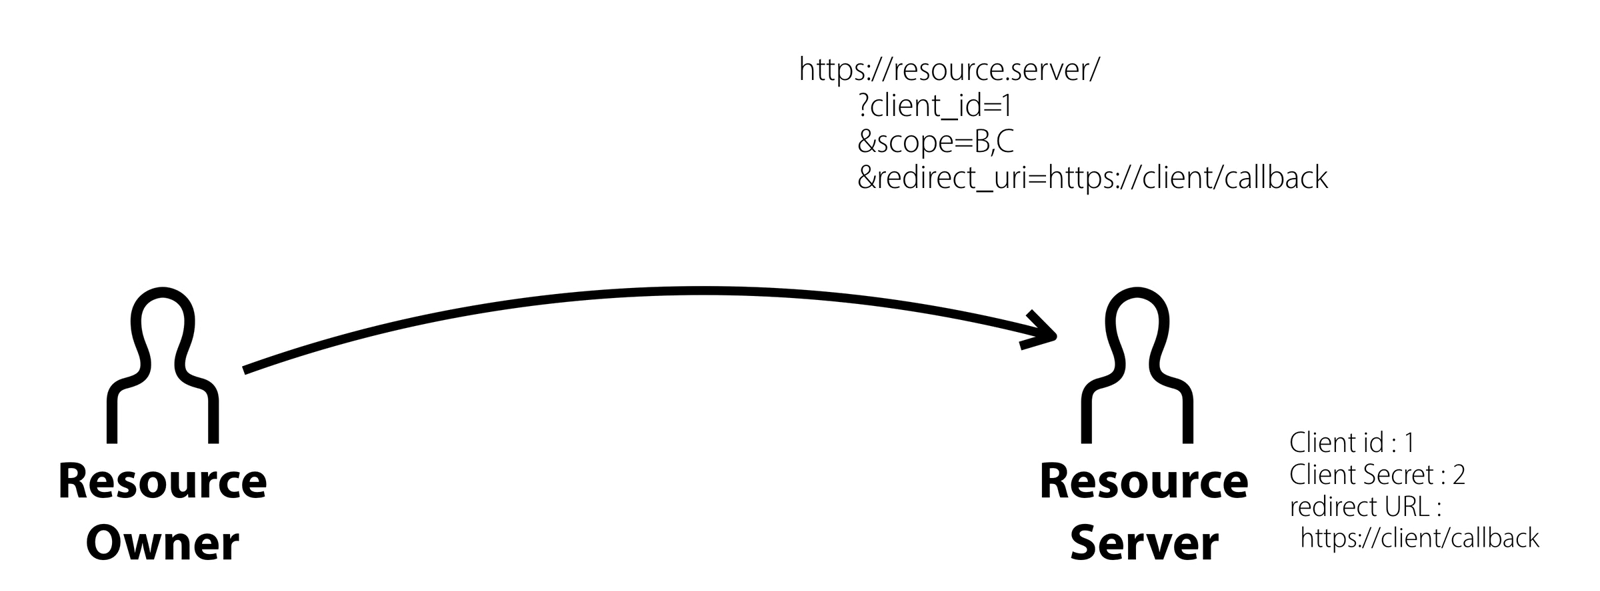 https://resource.server/
?client_id=1
&scope=B,C
&redirect_uri=https://client/callback
Resource
Owner
Resource
Server
Client id : 1
Client Secret : 2
redirect URL :
https://client/callback